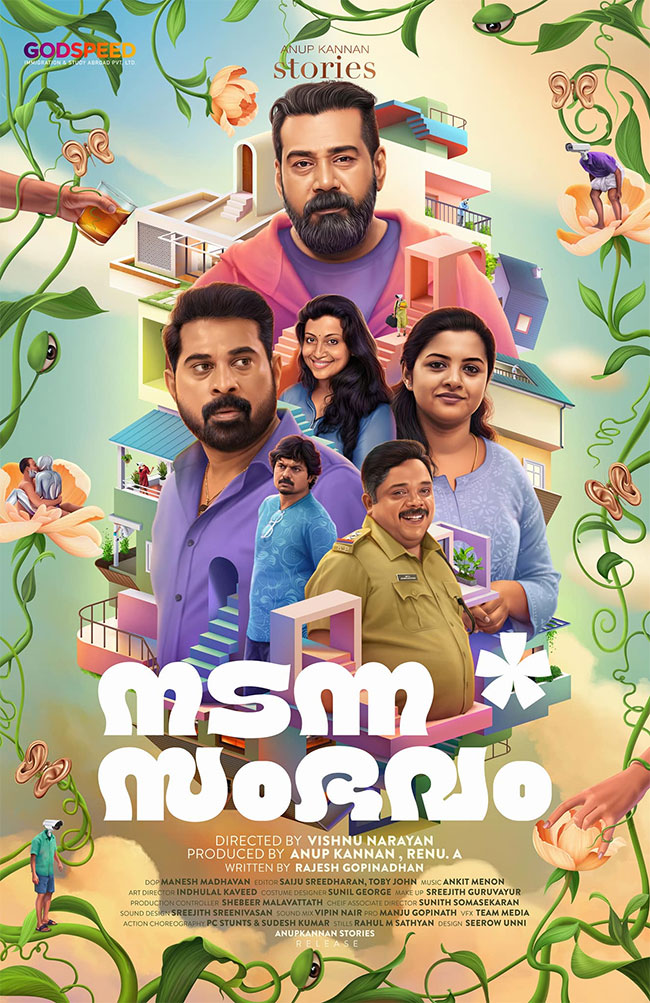 GODSPEED
IMMIGRATION & STUDY ABROAD PVT. LTD.
ANUP KANNAN
stories
നടന്ന *
സംഭവം
DIRECTED BY VISHNU NARAYAN
PRODUCED BY ANUP KANNAN , RENU. A
WRITTEN BY RAJESH GOPINADHAN
DOP MANESH MADHAVAN EDITOR SAIJU SREEDHARAN, TOBY JOHN MUSIC ANKIT MENON
ART DIRECTOR INDHULAL KAVEED COSTUME DESIGNER SUNIL GEORGE MAKE UP SREEJITH GURUVAYUR
PRODUCTION CONTROLLER SHEBEER MALAVATTATH CHEIF ASSOCIATE DIRECTOR SUNITH SOMASEKARAN
SOUND DESIGN SREEJITH SREENIVASAN SOUND MIX VIPIN NAIR PRO MANJU GOPINATH VFX TEAM MEDIA
ACTION CHOREOGRAPHY PC STUNTS & SUDESH KUMAR STILLS RAHUL M SATHYAN DESIGN SEEROW UNNI
ANUPKANNAN STORIES
RELEASE